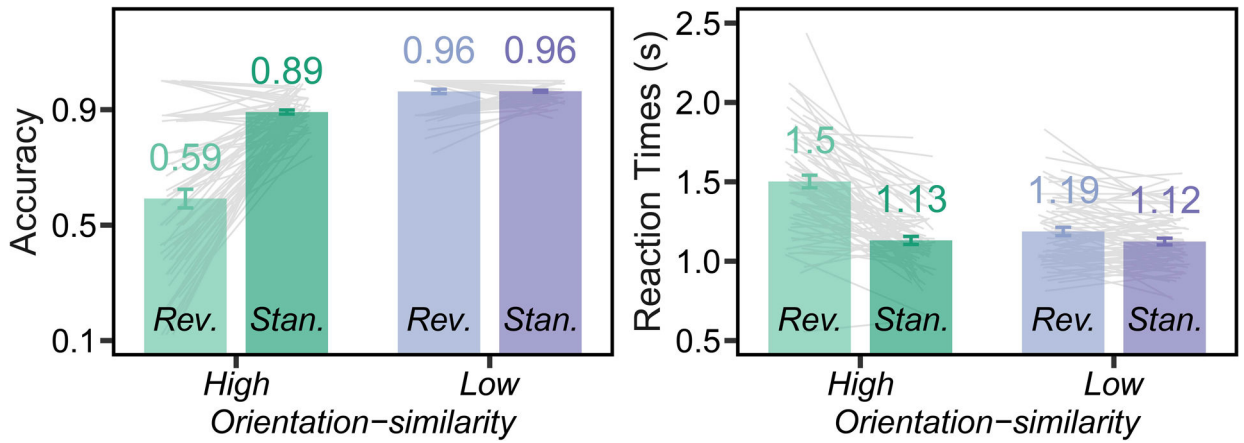 Accuracy
0.9
0.5
0.1
0.59
0.89
0.96
0.96
Rev.
Stan.
Rev.
Stan.
High
Low
Orientation−similarity
Reaction Times (s)
2.5
2.0
1.5
1.0
0.5
1.5
1.13
1.19
1.12
Rev.
Stan.
Rev.
Stan.
High
Low
Orientation−similarity